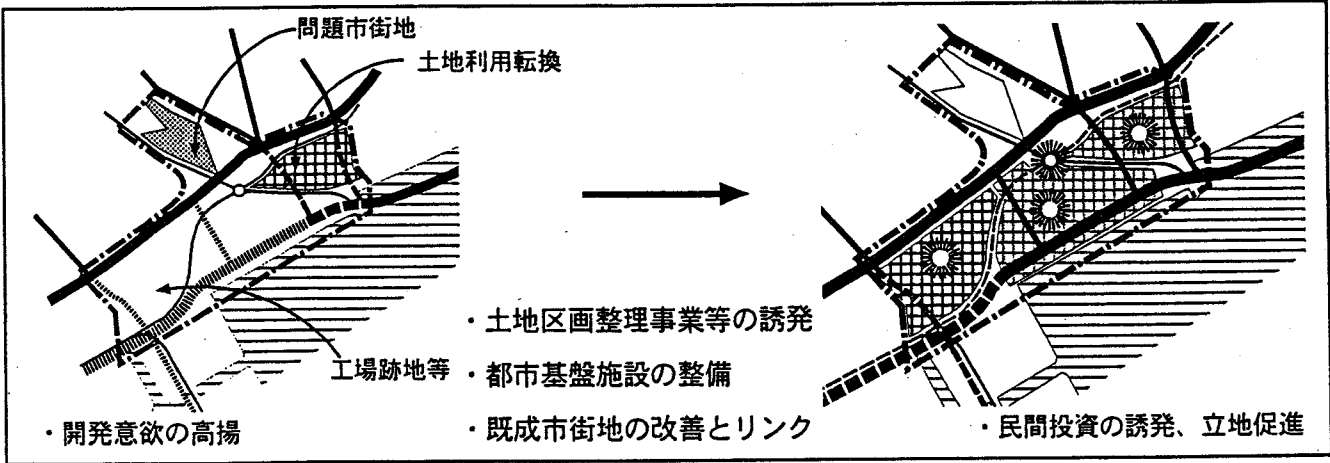 問題市街地
土地利用転換
工場跡地等
・開発意欲の高揚
・土地区画整理事業等の誘発
・都市基盤施設の整備
・既成市街地の改善とリンク
・民間投資の誘発、立地促進